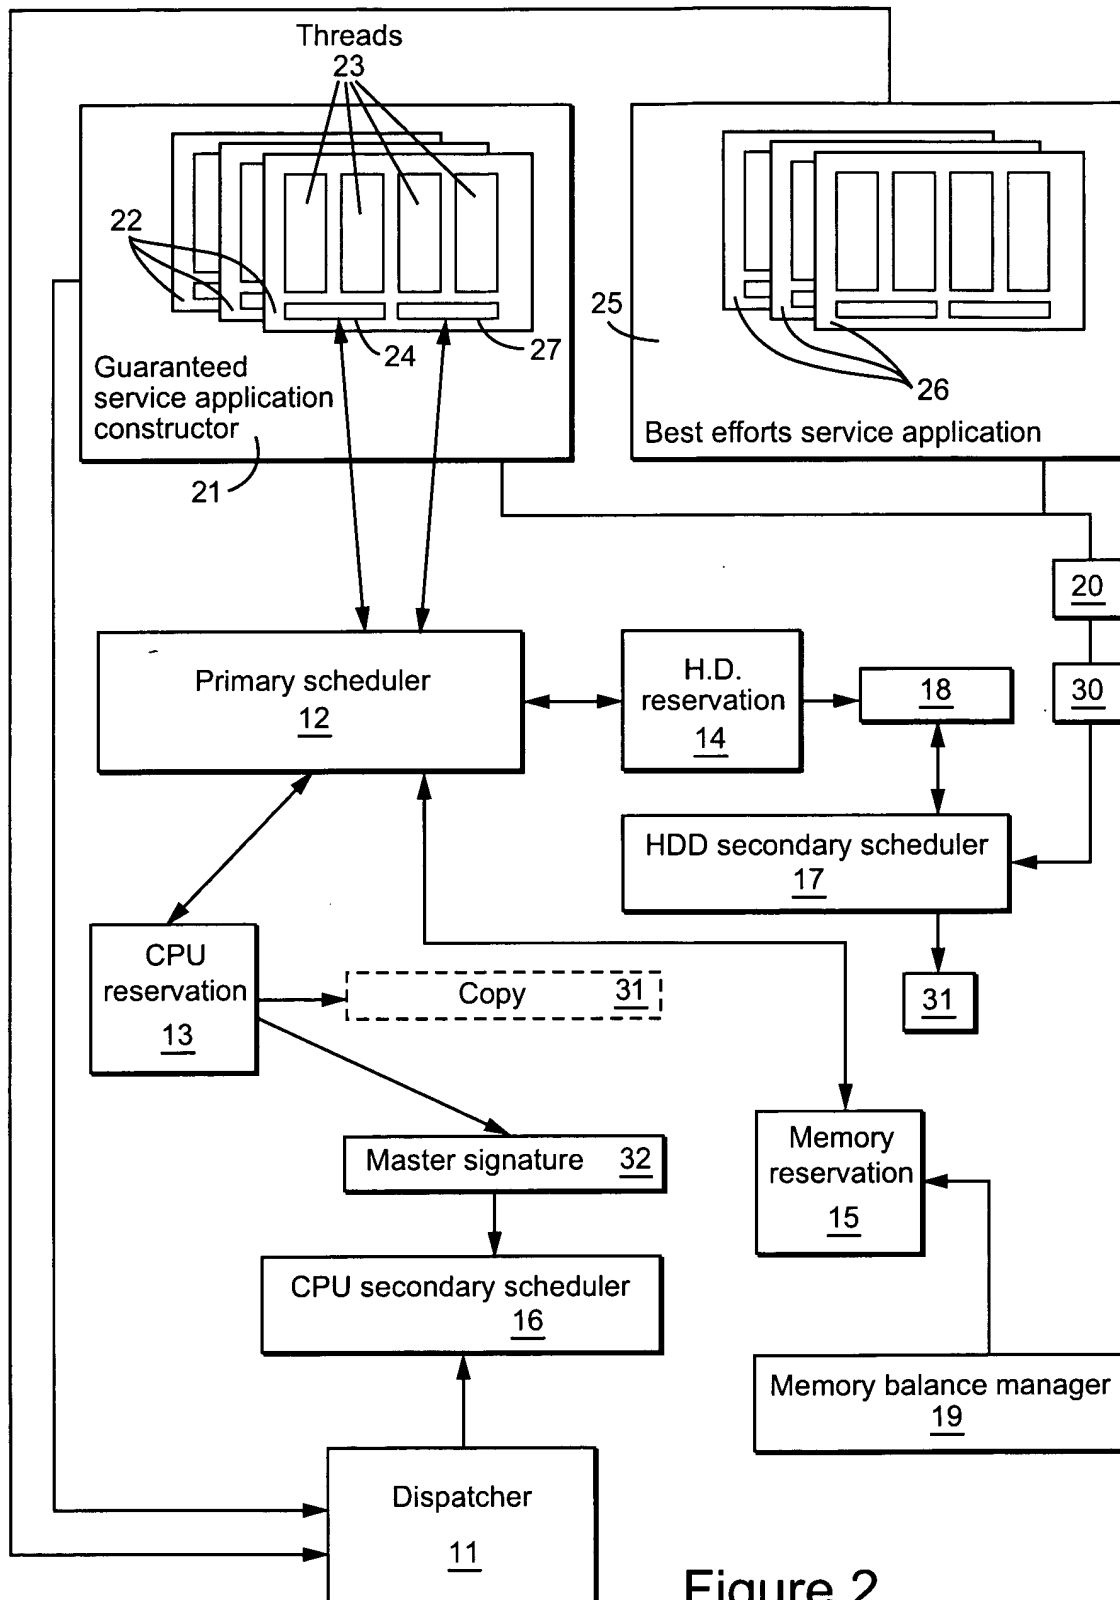 Threads
23
22
24
27
Guaranteed
service application
constructor
21
25
26
Best efforts service application
20
30
Primary scheduler
12
H.D.
reservation
14
18
HDD secondary scheduler
17
31
CPU
reservation
13
Copy 31
Master signature 32
Memory
reservation
15
CPU secondary scheduler
16
Memory balance manager
19
Dispatcher
11
Figure 2